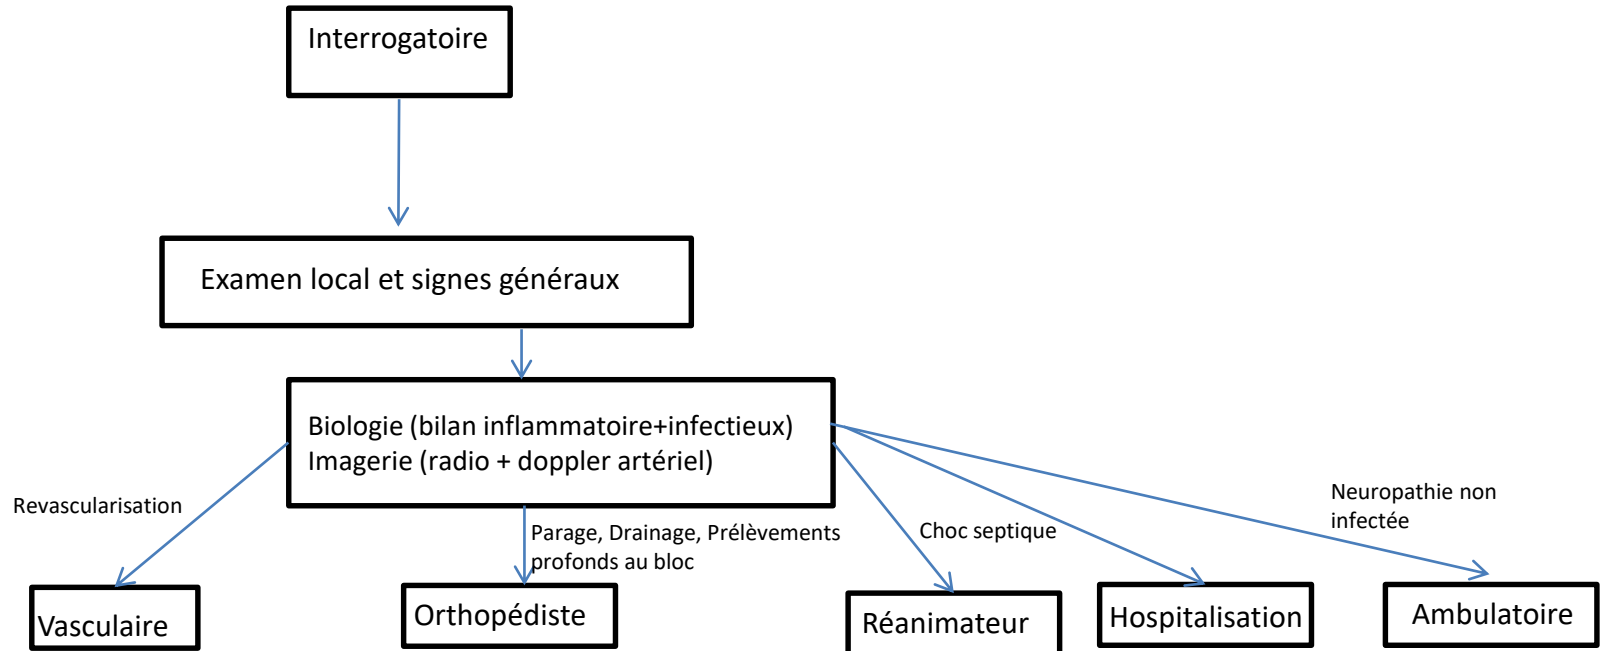 Interrogatoire
Examen local et signes généraux
Biologie (bilan inflammatoire+infectieux)
Imagerie (radio + doppler artériel)
Revascularisation
Parage, Drainage, Prélèvements
profonds au bloc
Choc septique
Neuropathie non
infectée
Vasculaire
Orthopédiste
Réanimateur
Hospitalisation
Ambulatoire